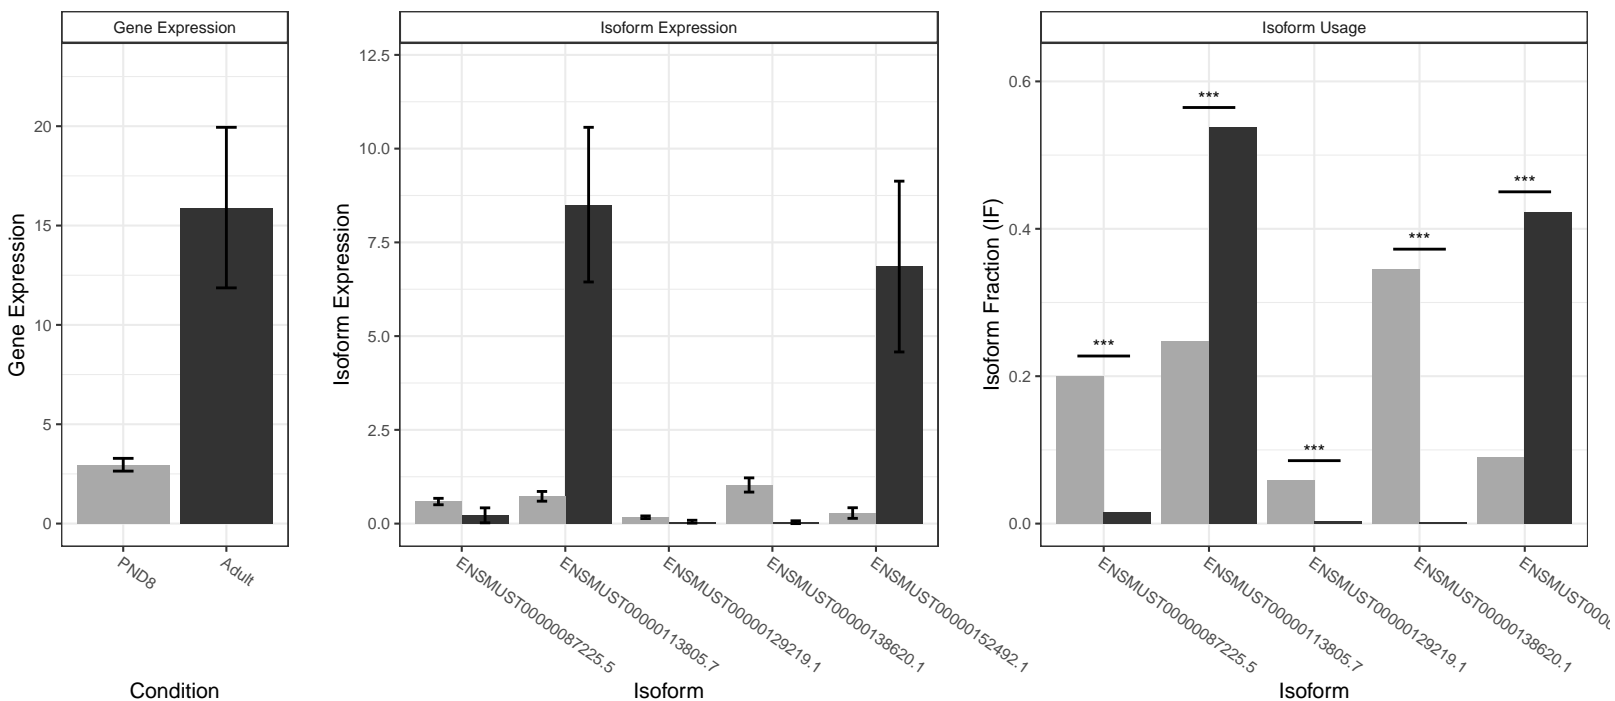 Gene Expression
Gene Expression
20
15
10
5
0
PND8
Adult
Condition
Isoform Expression
Isoform Expression
12.5
10.0
7.5
5.0
2.5
0.0
ENSMUST00000087225.5
ENSMUST00000113805.7
ENSMUST00000129219.1
ENSMUST00000138620.1
ENSMUST00000152492.1
Isoform
Isoform Usage
Isoform Fraction (IF)
0.6
0.4
0.2
0.0
***
***
***
***
***
ENSMUST00000087225.5
ENSMUST00000113805.7
ENSMUST00000129219.1
ENSMUST00000138620.1
Isoform